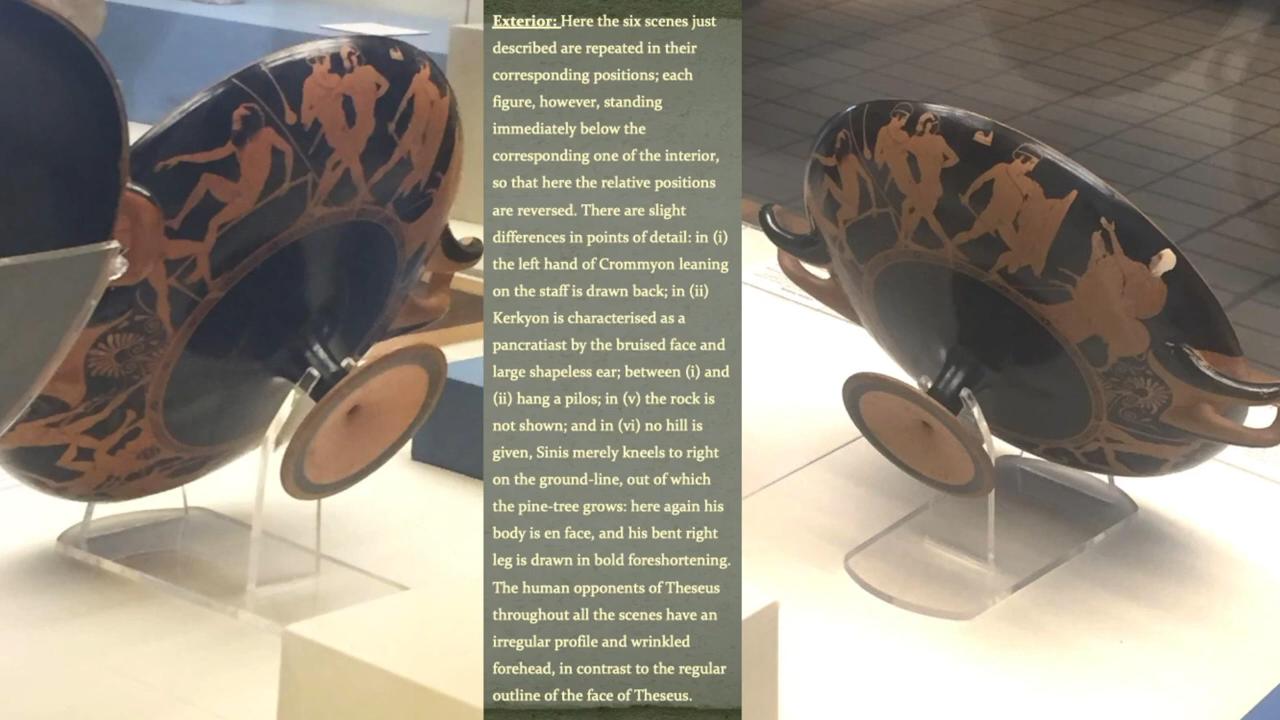 Exterior: Here the six scenes just
described are repeated in their
corresponding positions; each
figure, however, standing
immediately below the
corresponding one of the interior,
so that here the relative positions
are reversed. There are slight
differences in points of detail: in (i)
the left hand of Crommyon leaning
on the staff is drawn back; in (ii)
Kerkyon is characterised as a
pancratiast by the bruised face and
large shapeless ear; between (i) and
(ii) hang a pilos; in (v) the rock is
not shown; and in (vi) no hill is
given, Sinis merely kneels to right
on the ground-line, out of which
the pine-tree grows: here again his
body is en face, and his bent right
leg is drawn in bold foreshortening.
The human opponents of Theseus
throughout all the scenes have an
irregular profile and wrinkled
forehead, in contrast to the regular
outline of the face of Theseus.